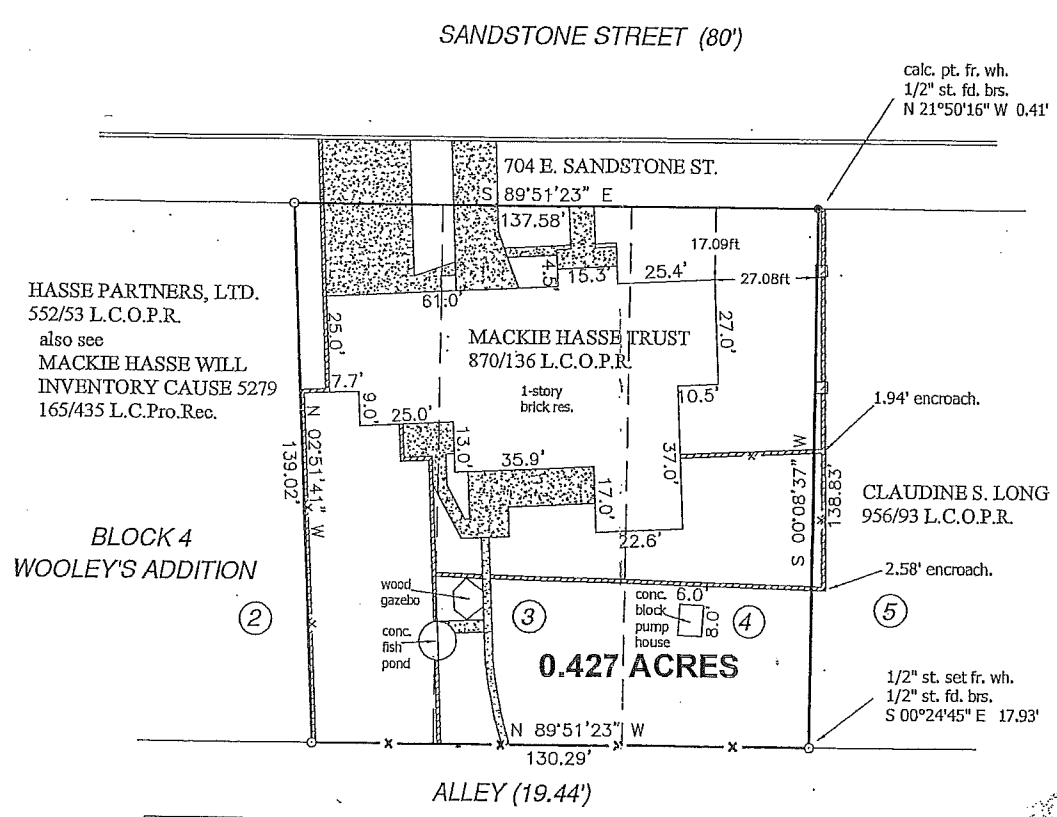 SANDSTONE STREET (80')
calc. pt. fr. wh.
1/2" st. fd. brs.
N 21°50'16" W 0.41'
704 E. SANDSTONE ST.
S 89°51'23" E
137.58'
17.09ft
4.5'
15.3'
25.4'
27.08ft
61.0'
HASSE PARTNERS, LTD.
552/53 L.C.O.P.R.
also see
MACKIE HASSE WILL
INVENTORY CAUSE 5279
165/435 L.C.Pro.Rec.
25.0'
MACKIE HASSE TRUST
870/136 L.C.O.P.R
27.0'
1-story
brick res.
7.7'
9.0'
25.0'
10.5'
1.94' encroach.
N 02°51'41" W
139.02'
13.0'
35.9'
17.0'
37.0'
22.6'
S 00°08'37" W
138.83'
CLAUDINE S. LONG
956/93 L.C.O.P.R.
BLOCK 4
WOOLEY'S ADDITION
2.58' encroach.
wood
gazebo
conc.
block
pump
house
6.0'
8.0'
2
3
4
5
conc.
fish
pond
0.427 ACRES
1/2" st. set fr. wh.
1/2" st. fd. brs.
S 00°24'45" E 17.93'
N 89°51'23" W
130.29'
ALLEY (19.44')